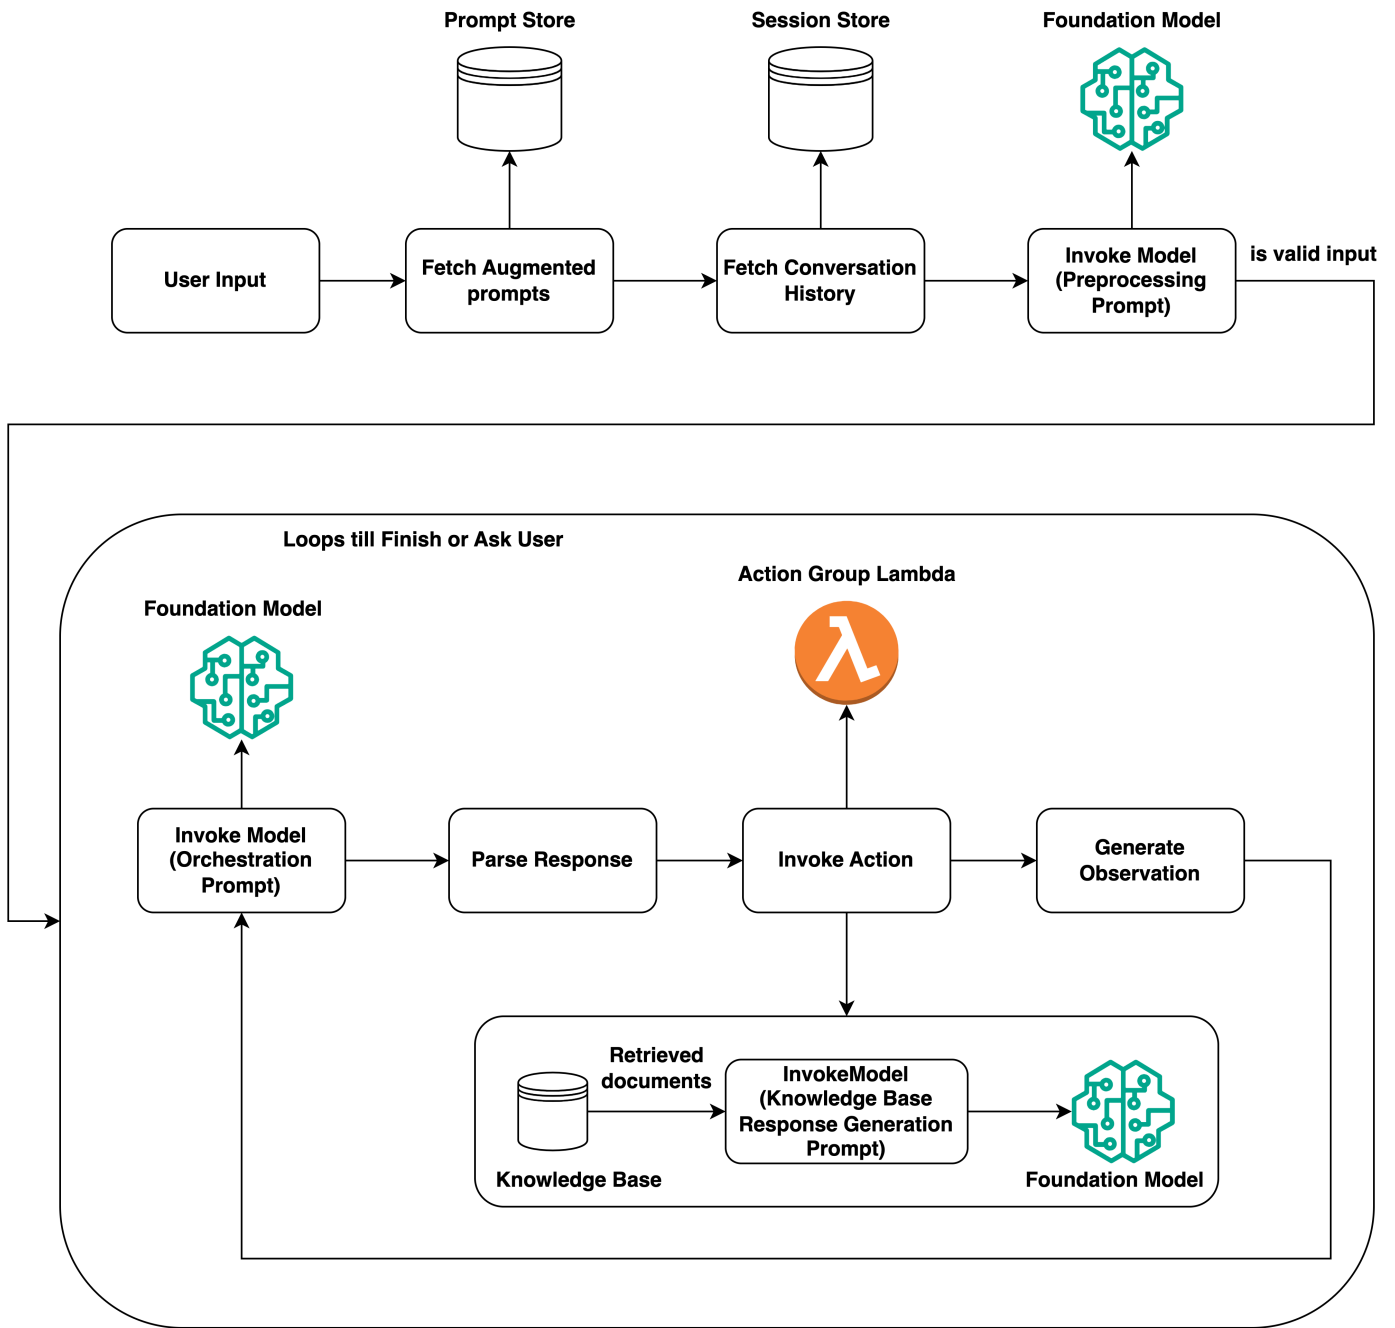 Prompt Store
Session Store
Foundation Model
User Input
Fetch Augmented
prompts
Fetch Conversation
History
Invoke Model
(Preprocessing
Prompt)
is valid input
Loops till Finish or Ask User
Foundation Model
Action Group Lambda
Invoke Model
(Orchestration
Prompt)
Parse Response
Invoke Action
Generate
Observation
Retrieved
documents
InvokeModel
(Knowledge Base
Response Generation
Prompt)
Knowledge Base
Foundation Model